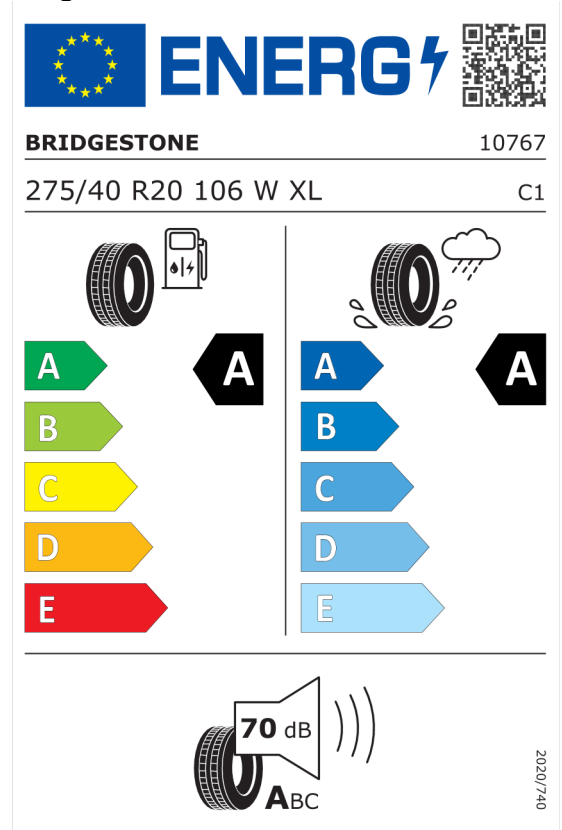 ENERG
BRIDGESTONE 10767
275/40 R20 106 W XL C1
A A
B
C
D
E
A A
B
C
D
E
70 dB
ABC
2020/740